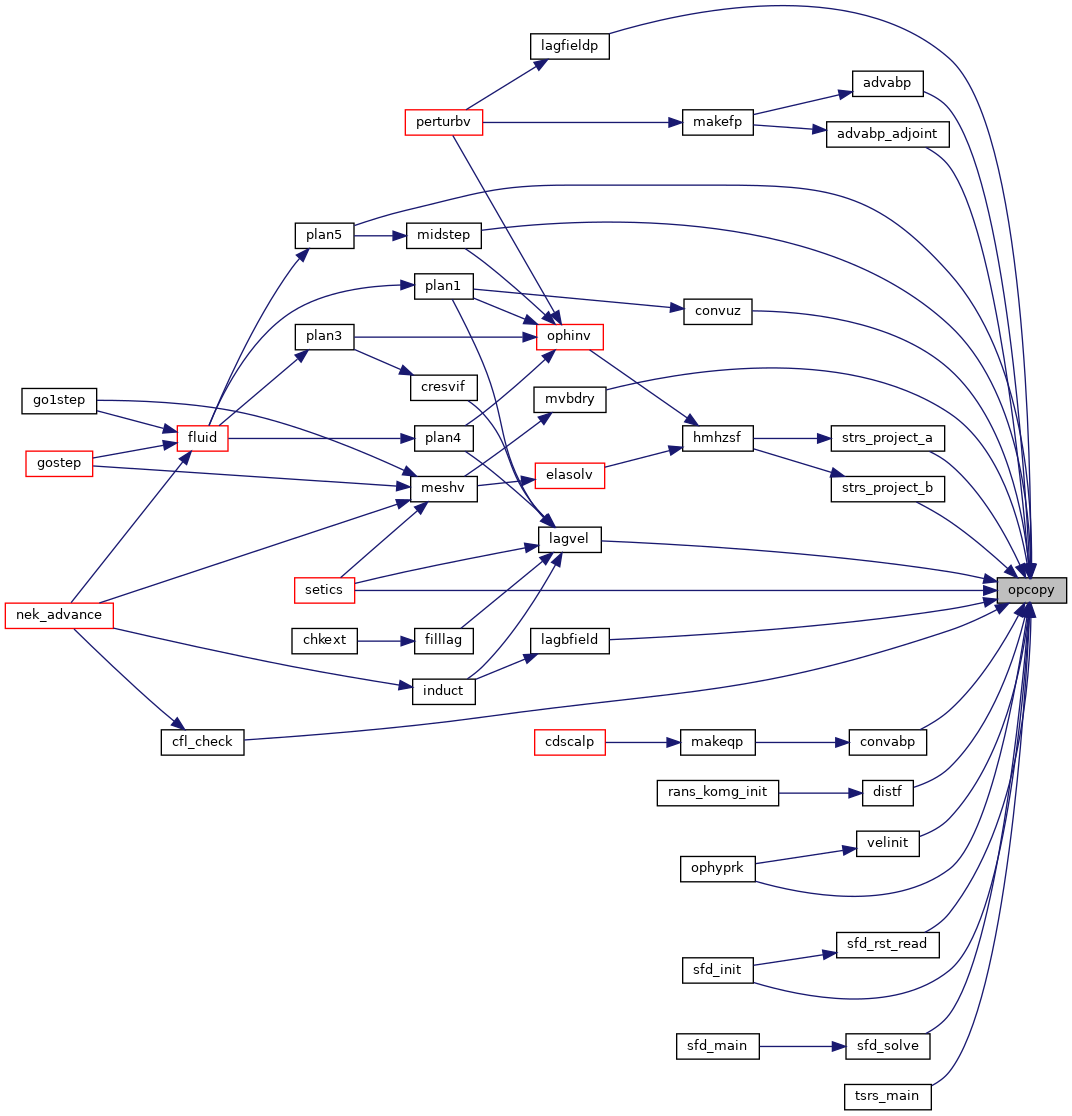 lagfieldp
advabp
perturbv
makefp
advabp_adjoint
plan5
midstep
plan1
convuz
plan3
ophinv
cresvif
go1step
mvbdry
fluid
plan4
hmhzsf
strs_project_a
gostep
elasolv
meshv
strs_project_b
lagvel
setics
opcopy
nek_advance
chkext
filllag
lagbfield
induct
cfl_check
cdscalp
makeqp
convabp
rans_komg_init
distf
velinit
ophyprk
sfd_rst_read
sfd_init
sfd_main
sfd_solve
tsrs_main